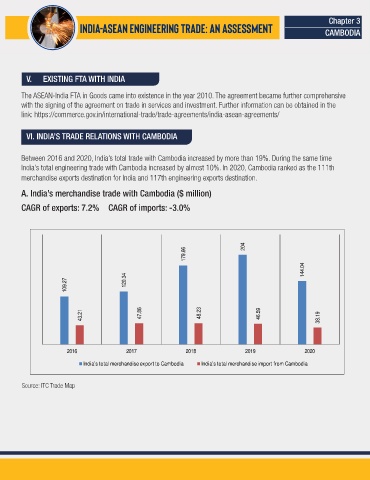 INDIA-ASEAN ENGINEERING TRADE: AN ASSESSMENT
Chapter 3
CAMBODIA
V. EXISTING FTA WITH INDIA
The ASEAN-India FTA in Goods came into existence in the year 2010. The agreement became further comprehensive
with the signing of the agreement on trade in services and investment. Further information can be obtained in the
link: https://commerce.gov.in/international-trade/trade-agreements/india-asean-agreements/
VI. INDIA'S TRADE RELATIONS WITH CAMBODIA
Between 2016 and 2020, India's total trade with Cambodia increased by more than 19%. During the same time
India's total engineering trade with Cambodia increased by almost 10%. In 2020, Cambodia ranked as the 111th
merchandise exports destination for India and 117th engineering exports destination.
A. India's merchandise trade with Cambodia ($ million)
CAGR of exports: 7.2% CAGR of imports: -3.0%
109.27
43.21
120.34
47.86
179.86
48.23
204
46.59
144.04
38.19
2016 2017 2018 2019 2020
India's total merchandise export to Cambodia India's total merchandise import from Cambodia
Source: ITC Trade Map